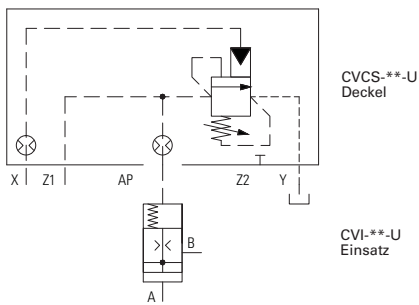 CVCS-**-U
Deckel
X Z1 AP Z2 Y
CVI-**-U
Einsatz
B
A